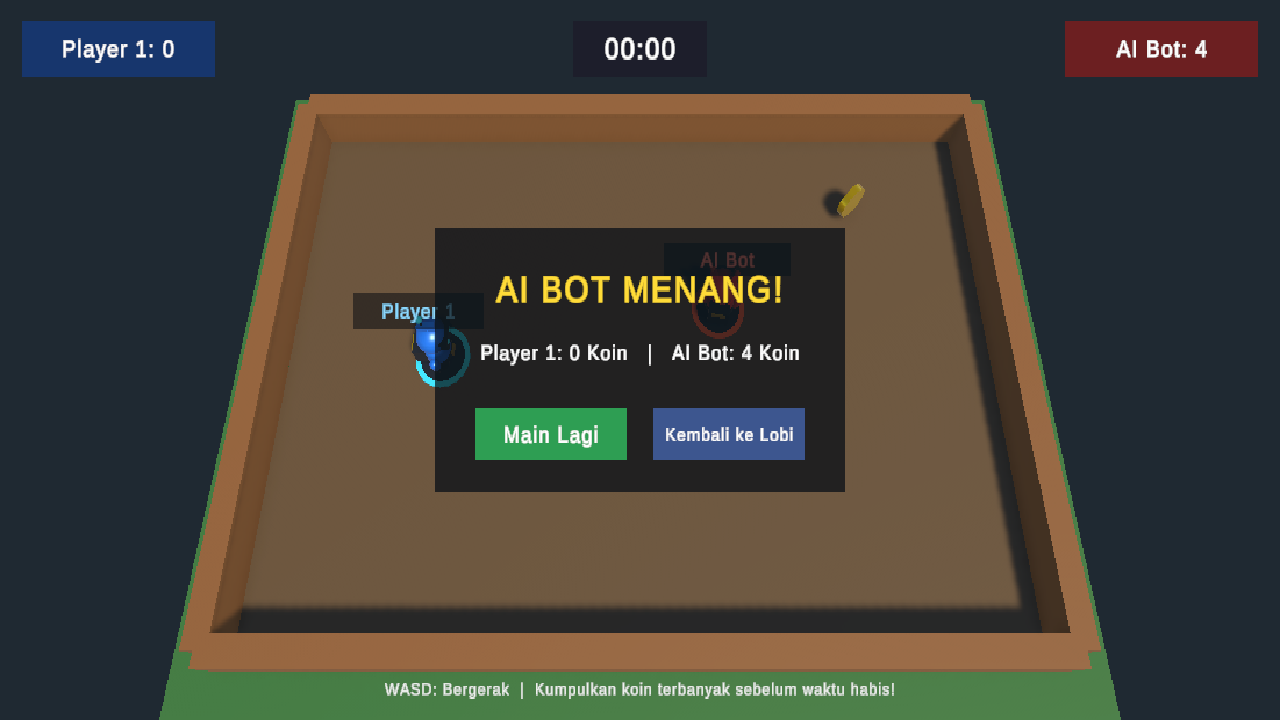 Player 1: 0
00:00
AI Bot: 4
AI Bot
AI BOT MENANG!
Player 1
Player 1: 0 Koin | AI Bot: 4 Koin
Main Lagi
Kembali ke Lobi
WASD: Bergerak | Kumpulkan koin terbanyak sebelum waktu habis!